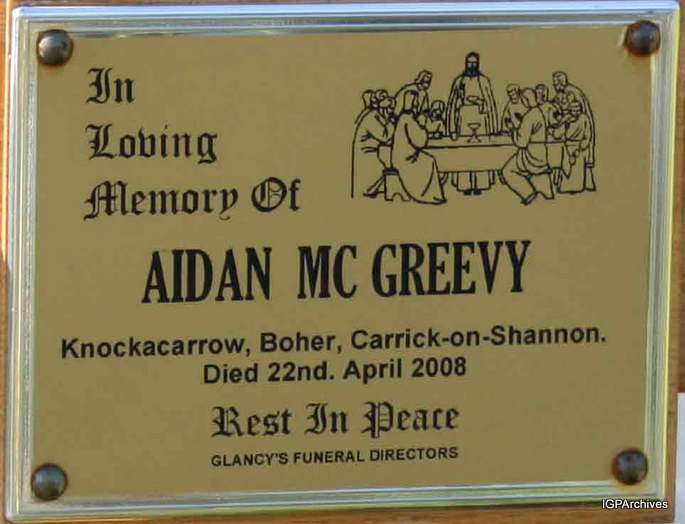 In
Loving
Memory Of
AIDAN MC GREEVY
Knockacarrow, Boher, Carrick-on-Shannon.
Died 22nd. April 2008
Rest In Peace
GLANCY'S FUNERAL DIRECTORS
IGPArchives